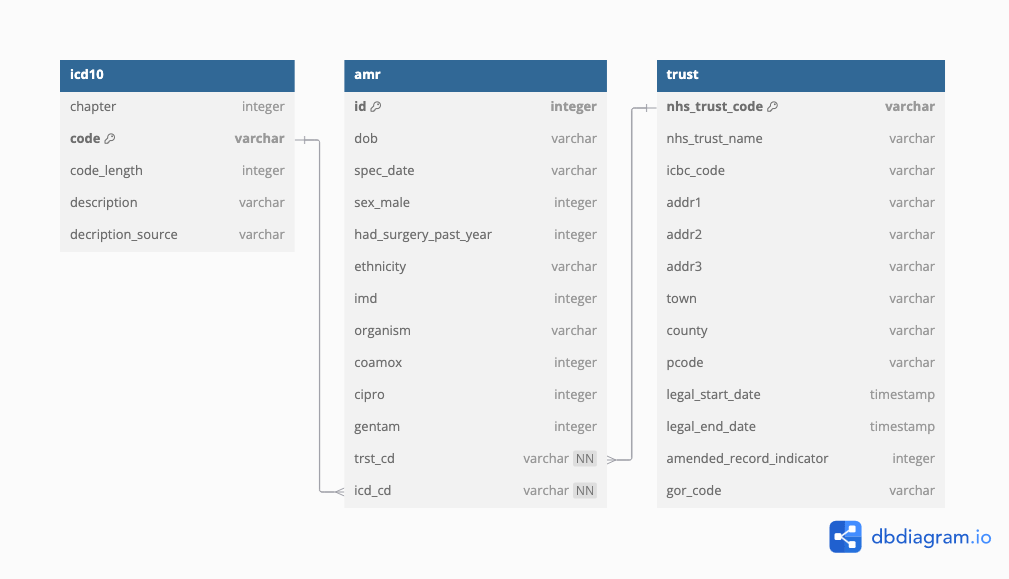 icd10
chapter integer
code varchar
code_length integer
description varchar
decription_source varchar
amr
id integer
dob varchar
spec_date varchar
sex_male integer
had_surgery_past_year integer
ethnicity varchar
imd integer
organism varchar
coamox integer
cipro integer
gentam integer
trst_cd varchar NN
icd_cd varchar NN
trust
nhs_trust_code varchar
nhs_trust_name varchar
icbc_code varchar
addr1 varchar
addr2 varchar
addr3 varchar
town varchar
county varchar
pcode varchar
legal_start_date timestamp
legal_end_date timestamp
amended_record_indicator integer
gor_code varchar
dbdiagram.io